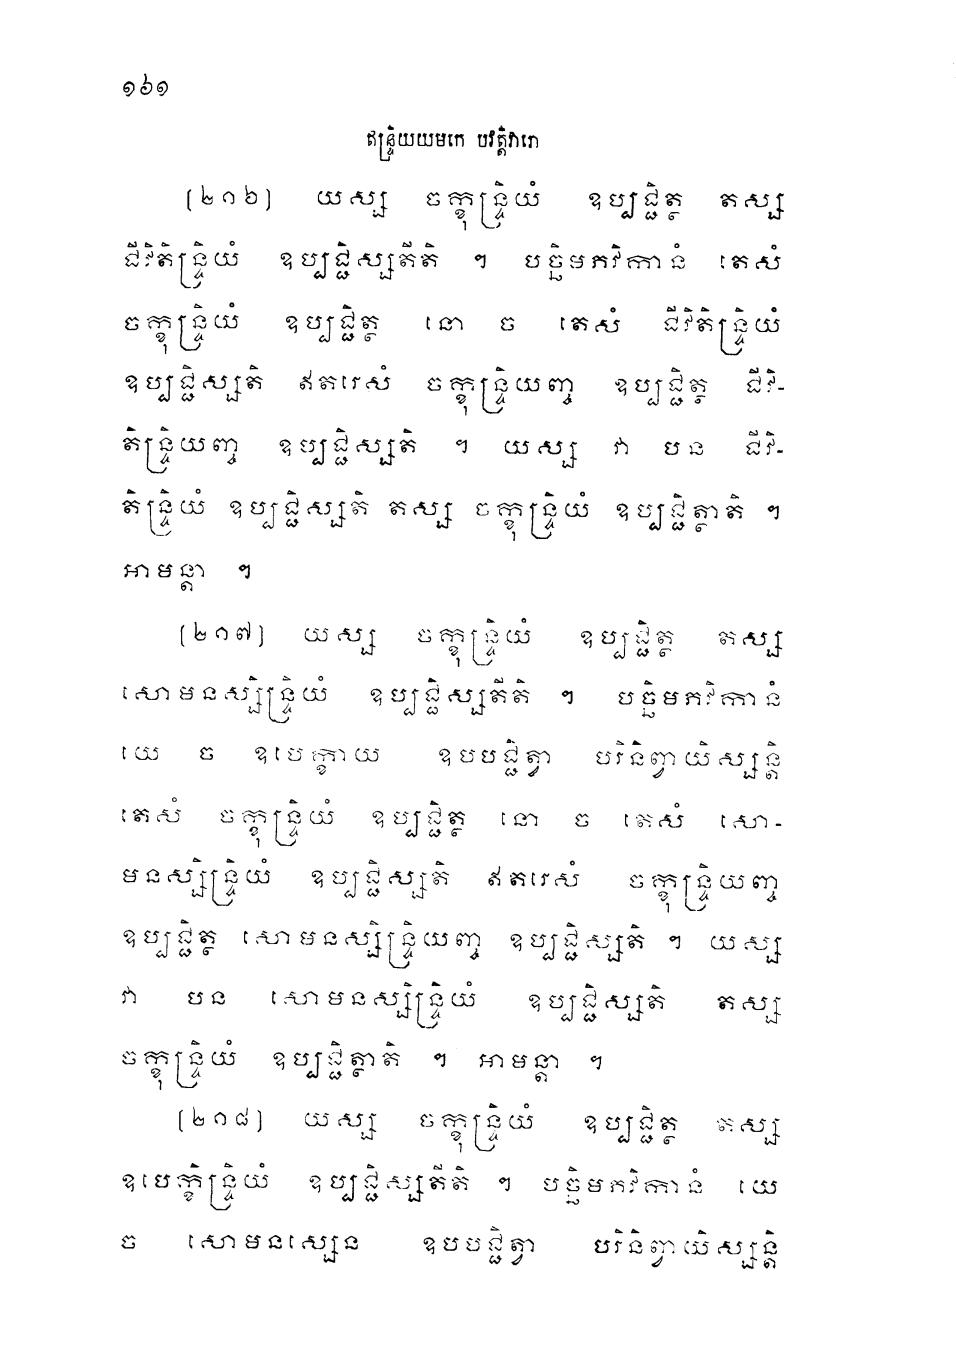 ១៦១
ឥន្ទ្រិយយមកេ បវត្តិវារោ
(២១៦) យស្ស ចក្ខុន្ទ្រិយំ ឧប្បជ្ជិត្ថ តស្ស
ជីវិតិន្ទ្រិយំ ឧប្បជ្ជិស្សតីតិ ។ បច្ឆិមភវិកានំ តេសំ
ចក្ខុន្ទ្រិយំ ឧប្បជ្ជិត្ថ នោ ច តេសំ ជីវិតិន្ទ្រិយំ
ឧប្បជ្ជិស្សតិ ឥតរេសំ ចក្ខុន្ទ្រិយញ្ច ឧប្បជ្ជិត្ថ ជីវិ-
តិន្ទ្រិយញ្ច ឧប្បជ្ជិស្សតិ ។ យស្ស វា បន ជីវិ-
តិន្ទ្រិយំ ឧប្បជ្ជិស្សតិ តស្ស ចក្ខុន្ទ្រិយំ ឧប្បជ្ជិត្ថាតិ ។
អាមន្តា ។
(២១៧) យស្ស ចក្ខុន្ទ្រិយំ ឧប្បជ្ជិត្ថ តស្ស
សោមនស្សិន្ទ្រិយំ ឧប្បជ្ជិស្សតីតិ ។ បច្ឆិមភវិកានំ
យេ ច ឧបេក្ខាយ ឧបបជ្ជិត្វា បរិនិព្វាយិស្សន្តិ
តេសំ ចក្ខុន្ទ្រិយំ ឧប្បជ្ជិត្ថ នោ ច តេសំ សោ-
មនស្សិន្ទ្រិយំ ឧប្បជ្ជិស្សតិ ឥតរេសំ ចក្ខុន្ទ្រិយញ្ច
ឧប្បជ្ជិត្ថ សោមនស្សិន្ទ្រិយញ្ច ឧប្បជ្ជិស្សតិ ។ យស្ស
វា បន សោមនស្សិន្ទ្រិយំ ឧប្បជ្ជិស្សតិ តស្ស
ចក្ខុន្ទ្រិយំ ឧប្បជ្ជិត្ថាតិ ។ អាមន្តា ។
(២១៨) យស្ស ចក្ខុន្ទ្រិយំ ឧប្បជ្ជិត្ថ តស្ស
ឧបេក្ខិន្ទ្រិយំ ឧប្បជ្ជិស្សតីតិ ។ បច្ឆិមភវិកានំ យេ
ច សោមនស្សេន ឧបបជ្ជិត្វា បរិនិព្វាយិស្សន្តិ